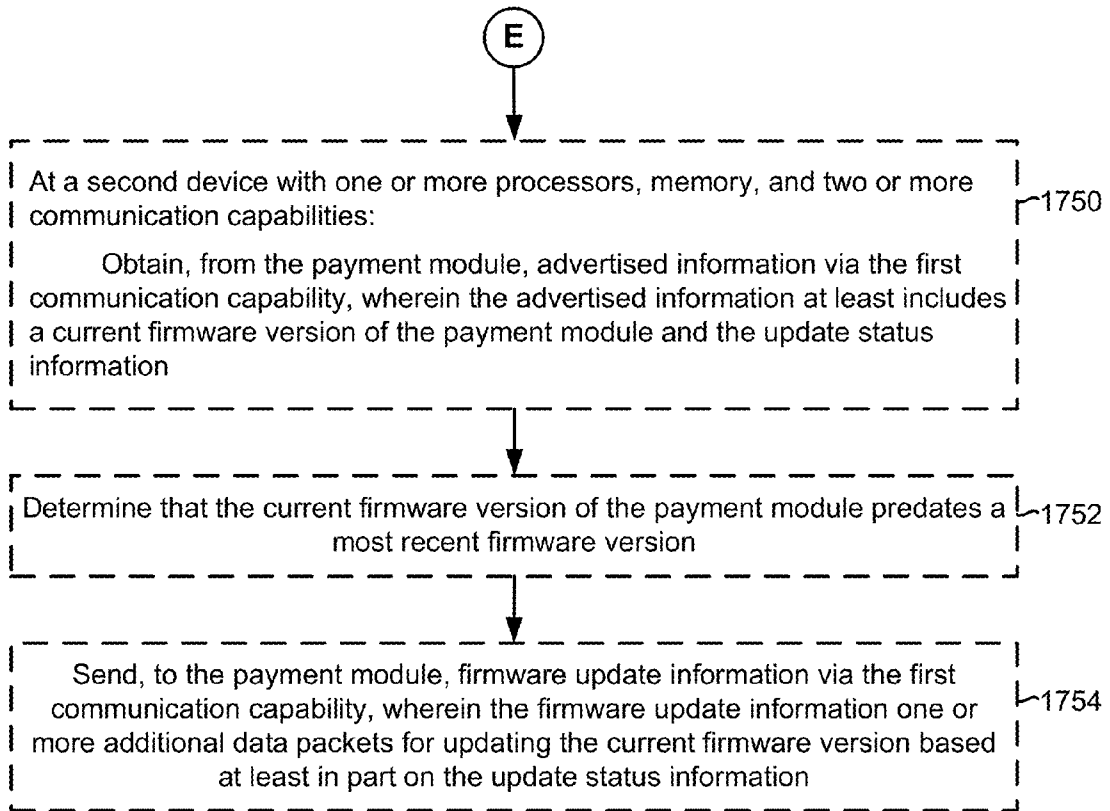 E
At a second device with one or more processors, memory, and two or more
communication capabilities:
1750
Obtain, from the payment module, advertised information via the first
communication capability, wherein the advertised information at least includes
a current firmware version of the payment module and the update status
information
Determine that the current firmware version of the payment module predates a
most recent firmware version
1752
Send, to the payment module, firmware update information via the first
communication capability, wherein the firmware update information one or
more additional data packets for updating the current firmware version based
at least in part on the update status information
1754